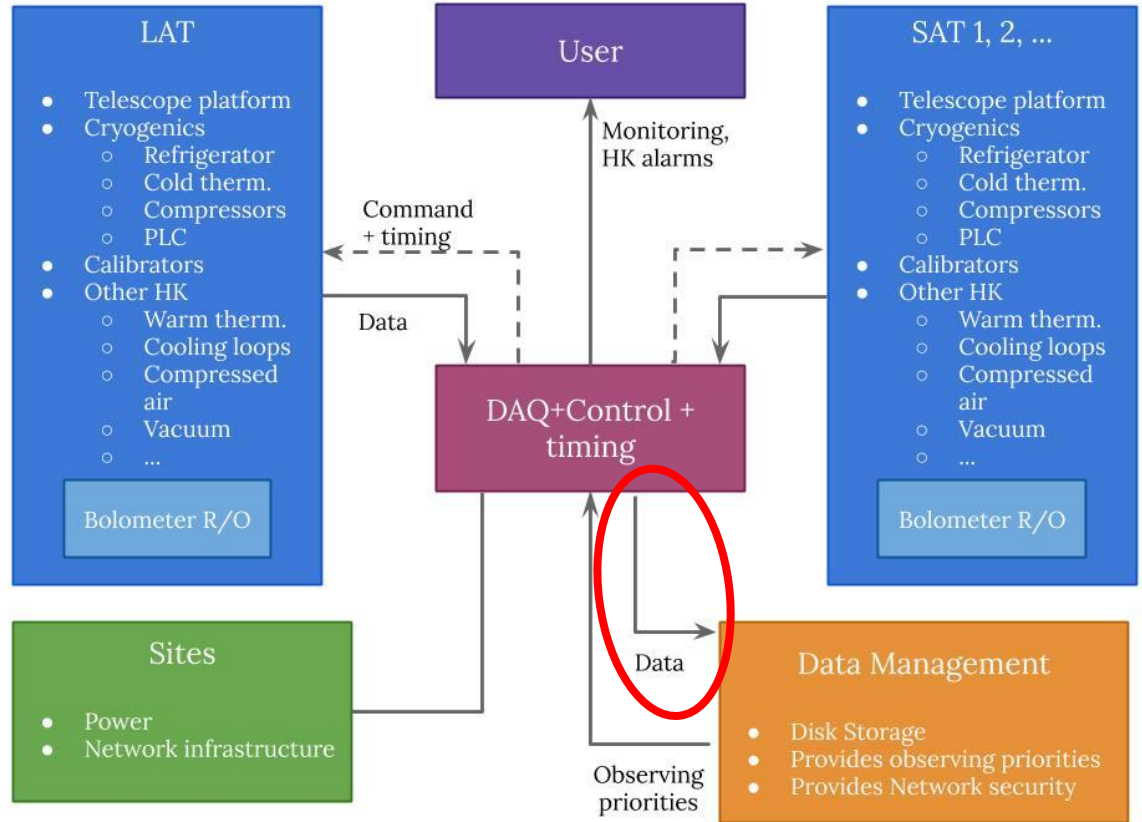 LAT
● Telescope platform
● Cryogenics
○ Refrigerator
○ Cold therm.
○ Compressors
○ PLC
● Calibrators
● Other HK
○ Warm therm.
○ Cooling loops
○ Compressed
air
○ Vacuum
○ ...
Bolometer R/O
User
Monitoring,
HK alarms
Command
+ timing
Data
DAQ+Control +
timing
SAT 1, 2, ...
● Telescope platform
● Cryogenics
○ Refrigerator
○ Cold therm.
○ Compressors
○ PLC
● Calibrators
● Other HK
○ Warm therm.
○ Cooling loops
○ Compressed
air
○ Vacuum
○ ...
Bolometer R/O
Sites
● Power
● Network infrastructure
Data
Observing
priorities
Data Management
● Disk Storage
● Provides observing priorities
● Provides Network security